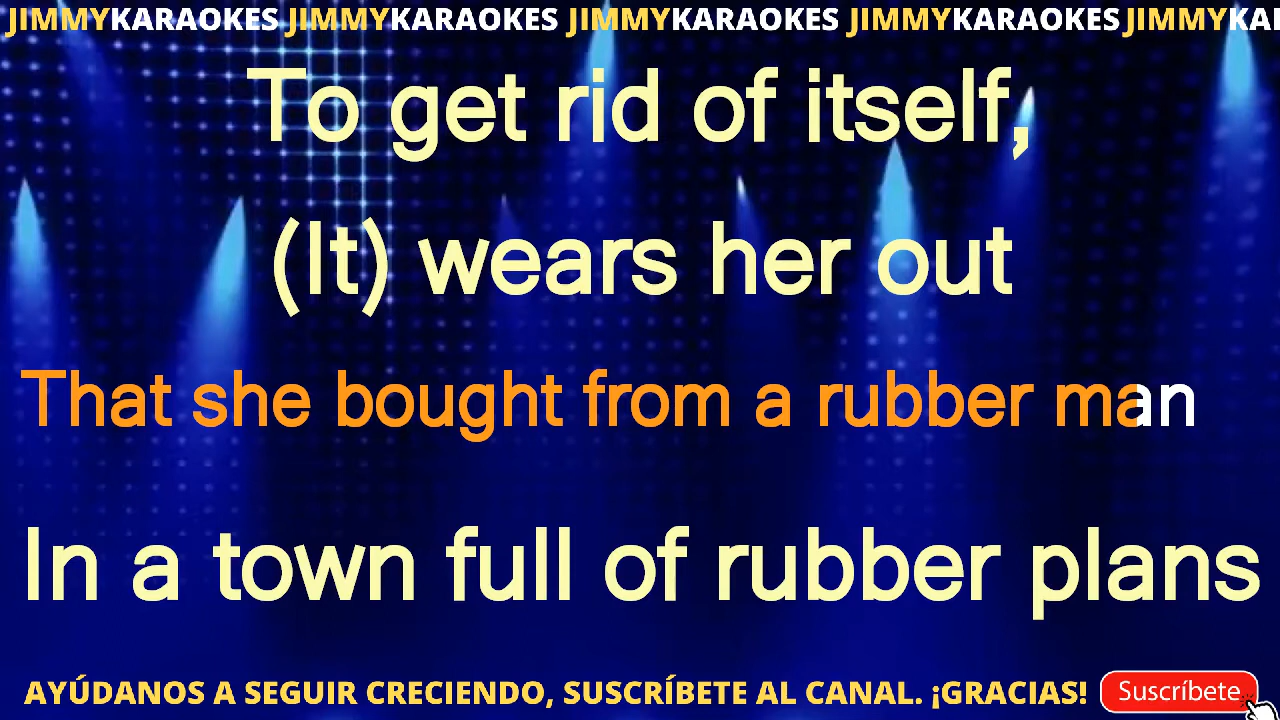 JIMMYKARAOKES JIMMYKARAOKES JIMMYKARAOKES JIMMYKARAOKES JIMMYKA
To get rid of itself,
(It) wears her out
That she bought from a rubber man
In a town full of rubber plans
AYÚDANOS A SEGUIR CRECIENDO, SUSCRÍBETE AL CANAL. ¡GRACIAS! Suscríbete